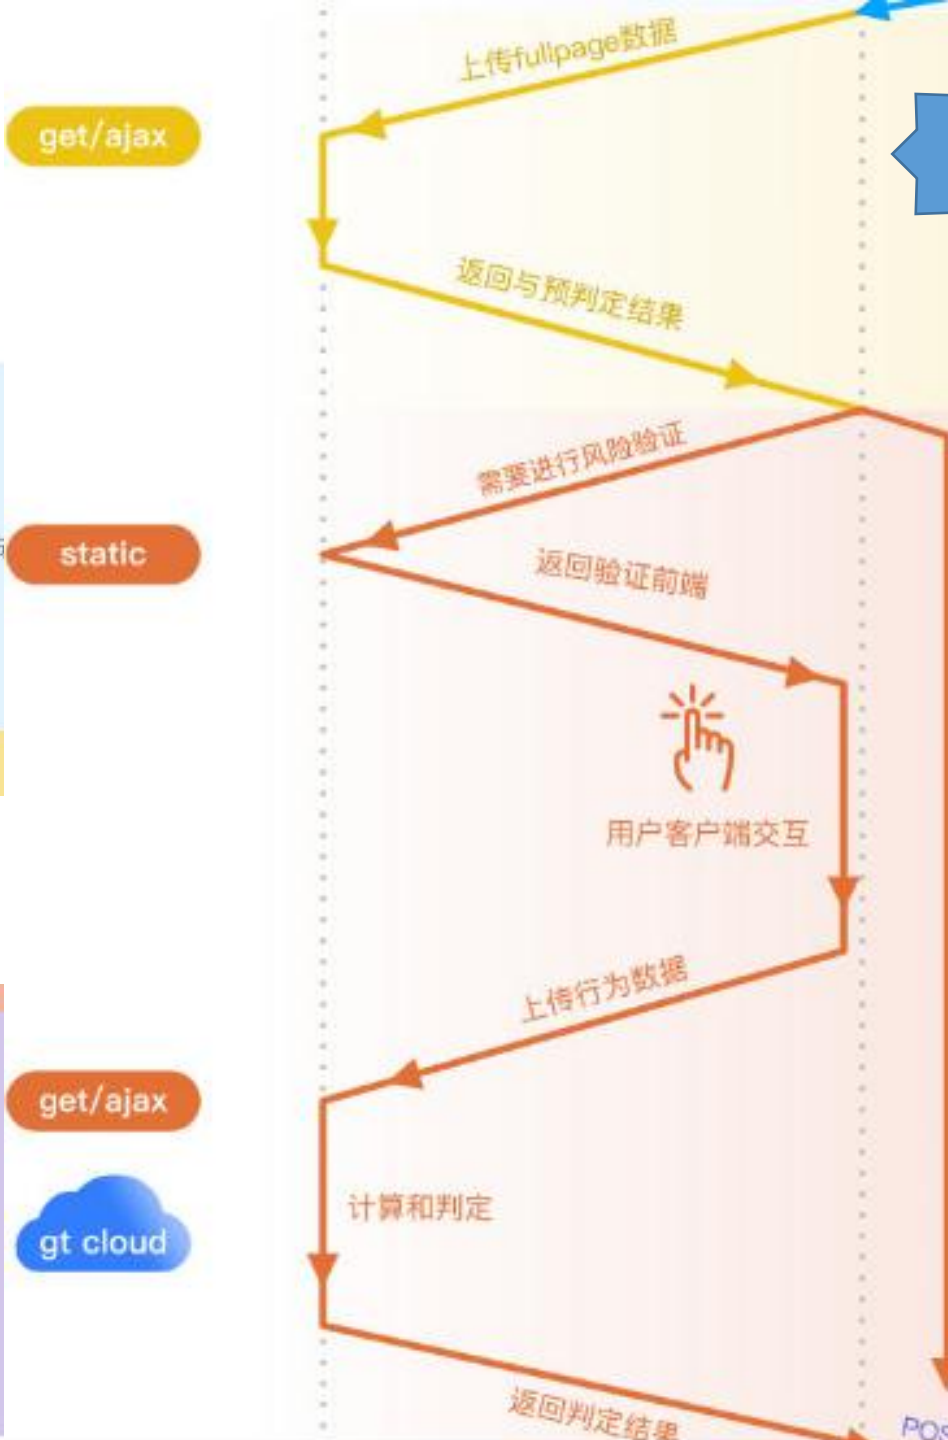 上传fullpage数据
get/ajax
返回与预判定结果
需要进行风险验证
static
返回验证前端
用户客户端交互
上传行为数据
get/ajax
计算和判定
gt cloud
返回判定结果
POS